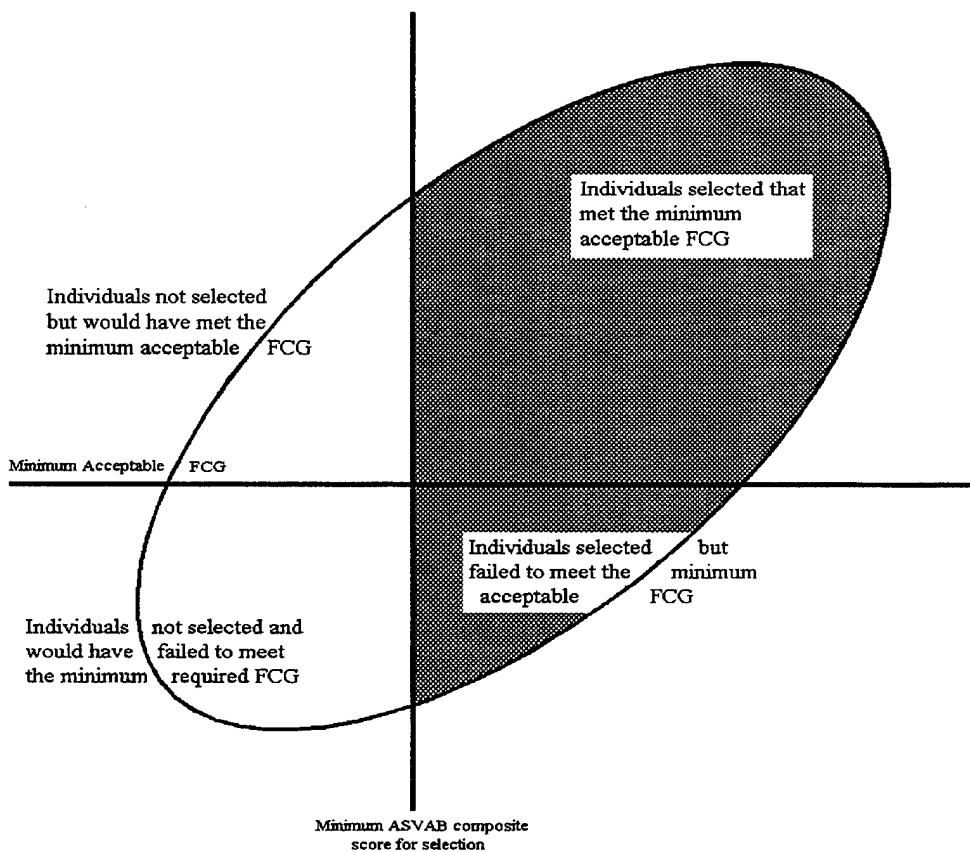 Individuals selected that
met the minimum
acceptable FCG
Individuals not selected
but would have met the
minimum acceptable FCG
Minimum Acceptable FCG
Individuals selected but
failed to meet the minimum
acceptable FCG
Individuals not selected and
would have failed to meet
the minimum required FCG
Minimum ASVAB composite
score for selection